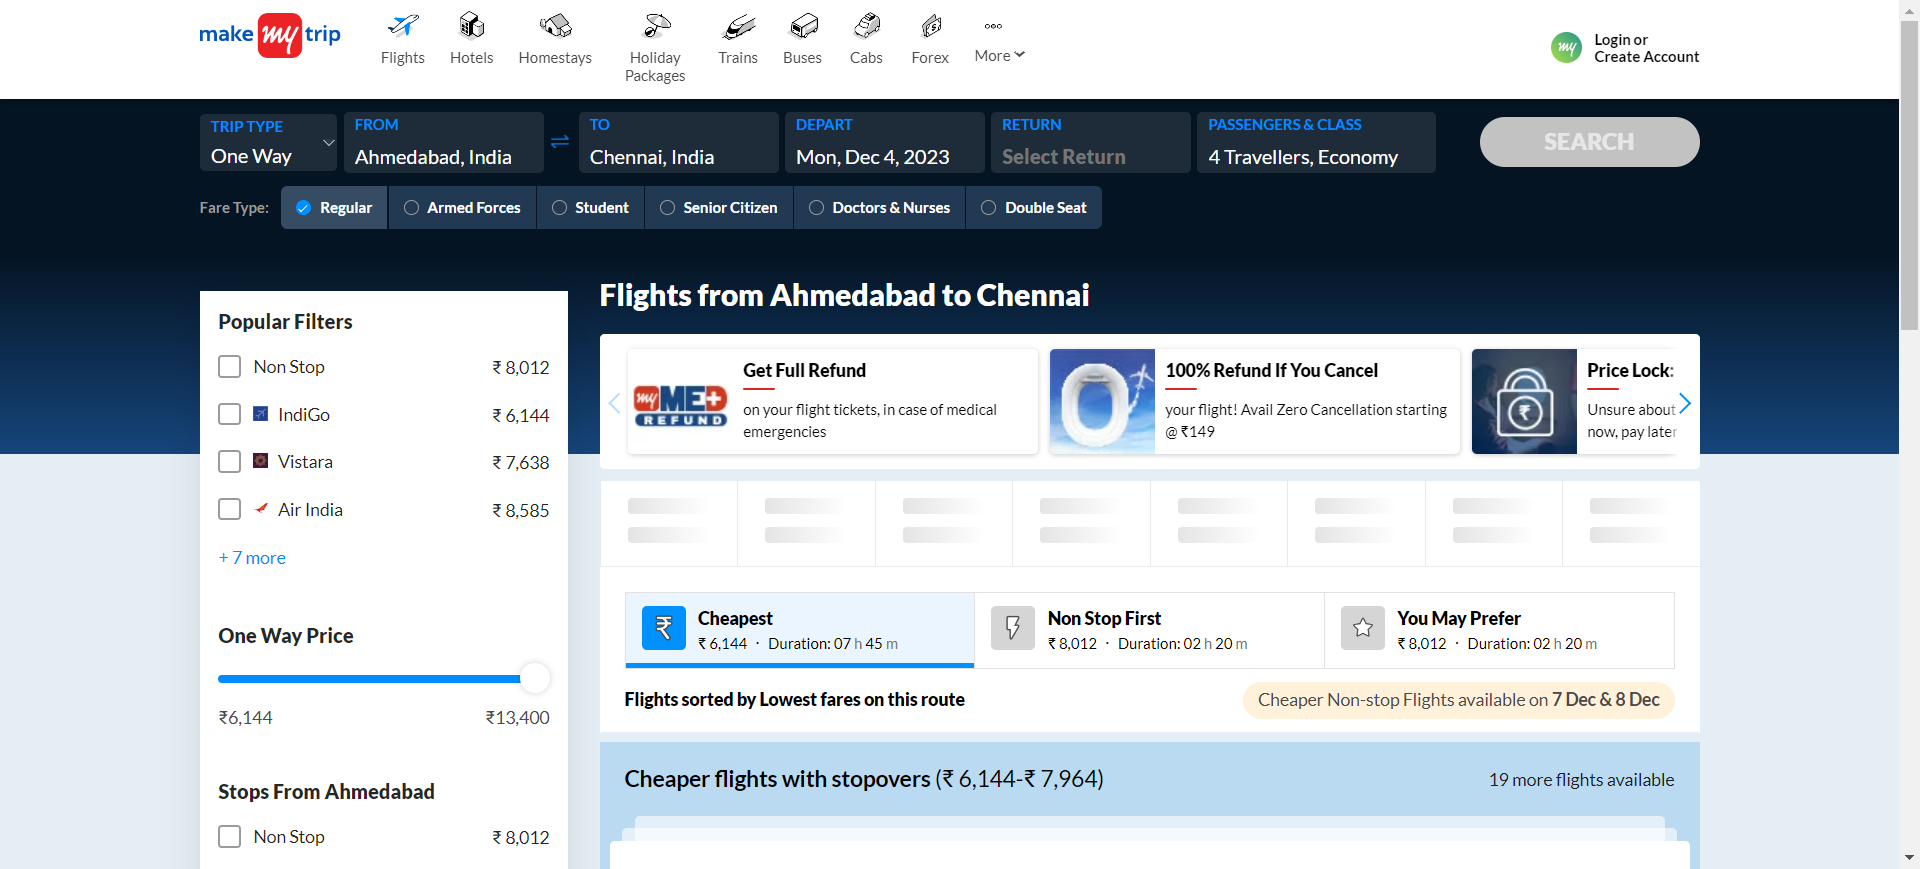 make my trip
Flights
Hotels
Homestays
Holiday
Packages
Trains
Buses
Cabs
Forex
More
my
Login or
Create Account
TRIP TYPE
One Way
FROM
Ahmedabad, India
TO
Chennai, India
DEPART
Mon, Dec 4, 2023
RETURN
Select Return
PASSENGERS & CLASS
4 Travellers, Economy
SEARCH
Fare Type:
Regular
Armed Forces
Student
Senior Citizen
Doctors & Nurses
Double Seat
Popular Filters
Non Stop ₹ 8,012
IndiGo ₹ 6,144
Vistara ₹ 7,638
Air India ₹ 8,585
+ 7 more
One Way Price
₹6,144 ₹13,400
Stops From Ahmedabad
Non Stop ₹ 8,012
Flights from Ahmedabad to Chennai
my MED+
REFUND
Get Full Refund
on your flight tickets, in case of medical
emergencies
100% Refund If You Cancel
your flight! Avail Zero Cancellation starting
@ ₹149
₹
Price Lock:
Unsure about
now, pay later
₹
Cheapest
₹ 6,144 · Duration: 07 h 45 m
Non Stop First
₹ 8,012 · Duration: 02 h 20 m
You May Prefer
₹ 8,012 · Duration: 02 h 20 m
Flights sorted by Lowest fares on this route
Cheaper Non-stop Flights available on 7 Dec & 8 Dec
Cheaper flights with stopovers (₹ 6,144-₹ 7,964)
19 more flights available